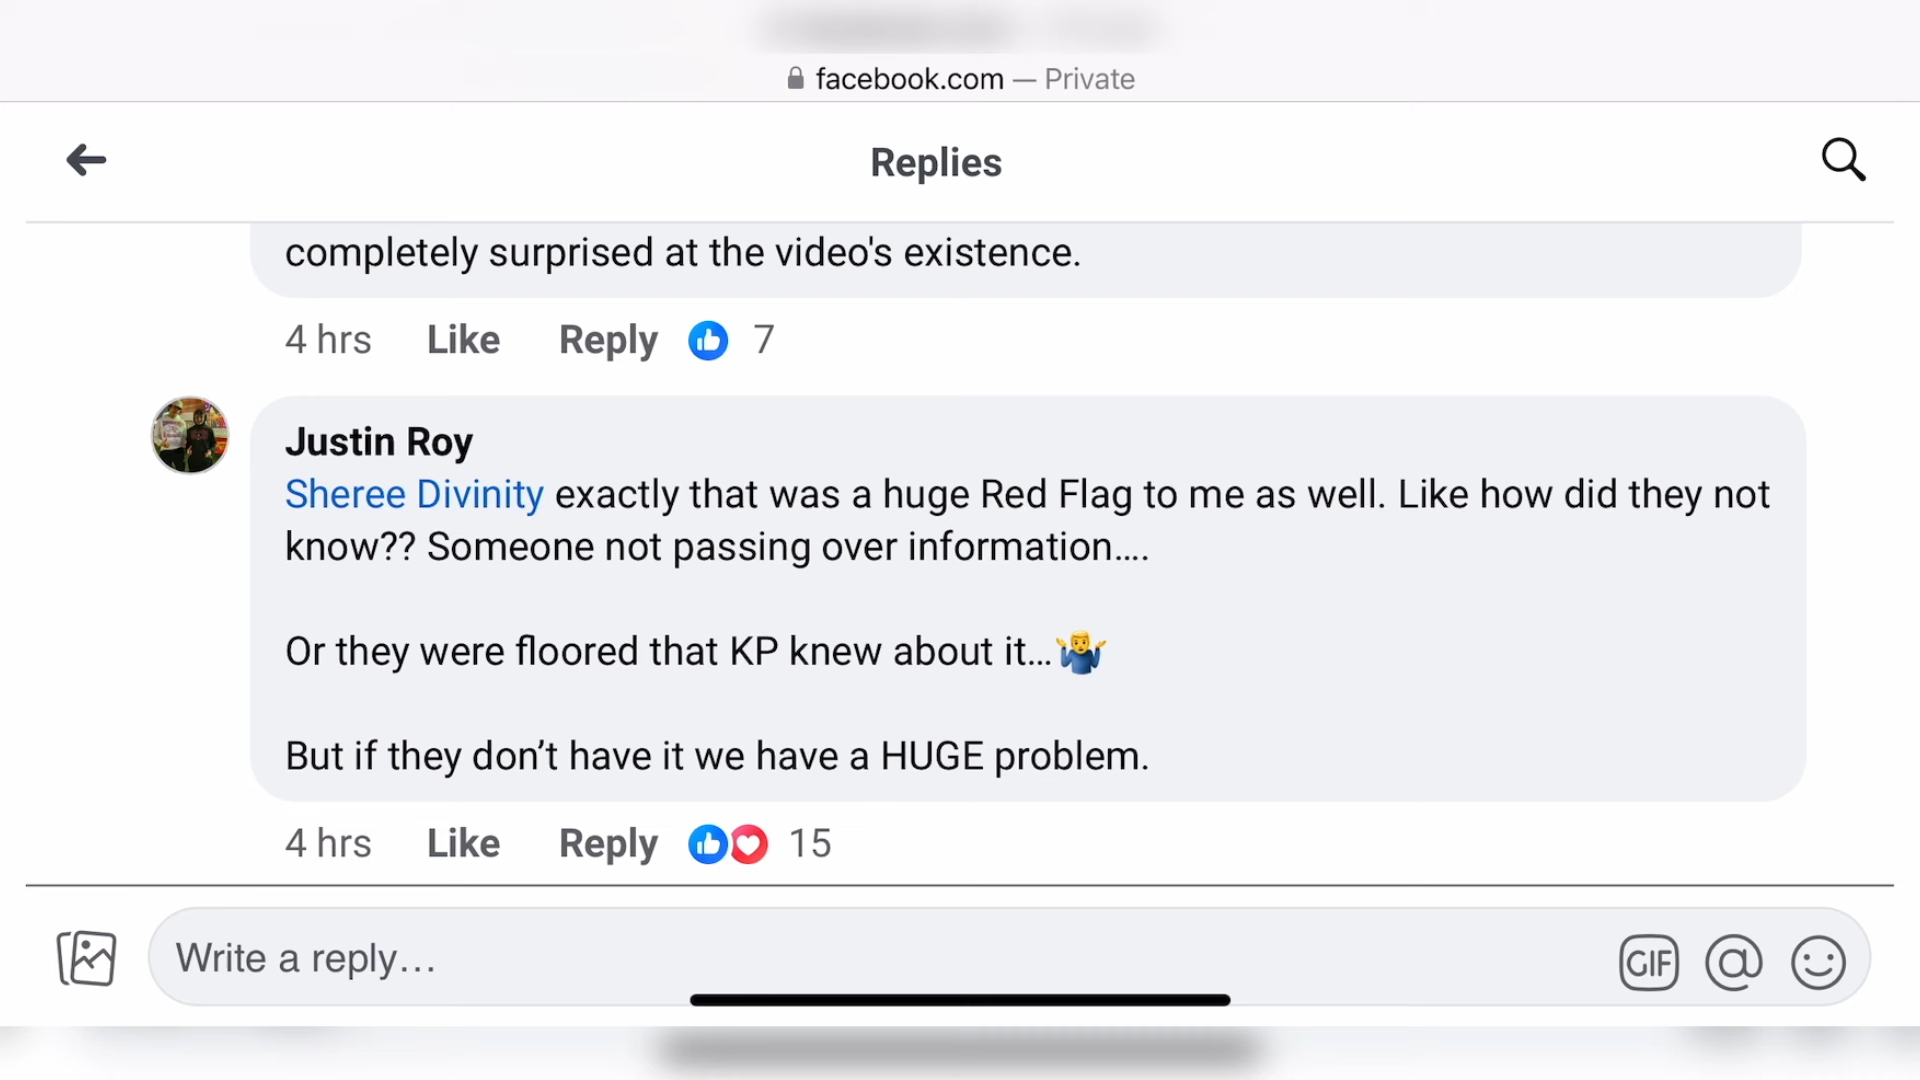 facebook.com — Private
Replies
completely surprised at the video's existence.
4 hrs Like Reply 7
Justin Roy
Sheree Divinity exactly that was a huge Red Flag to me as well. Like how did they not
know?? Someone not passing over information....
Or they were floored that KP knew about it...🤷‍♂️
But if they don’t have it we have a HUGE problem.
4 hrs Like Reply 15
Write a reply...
GIF